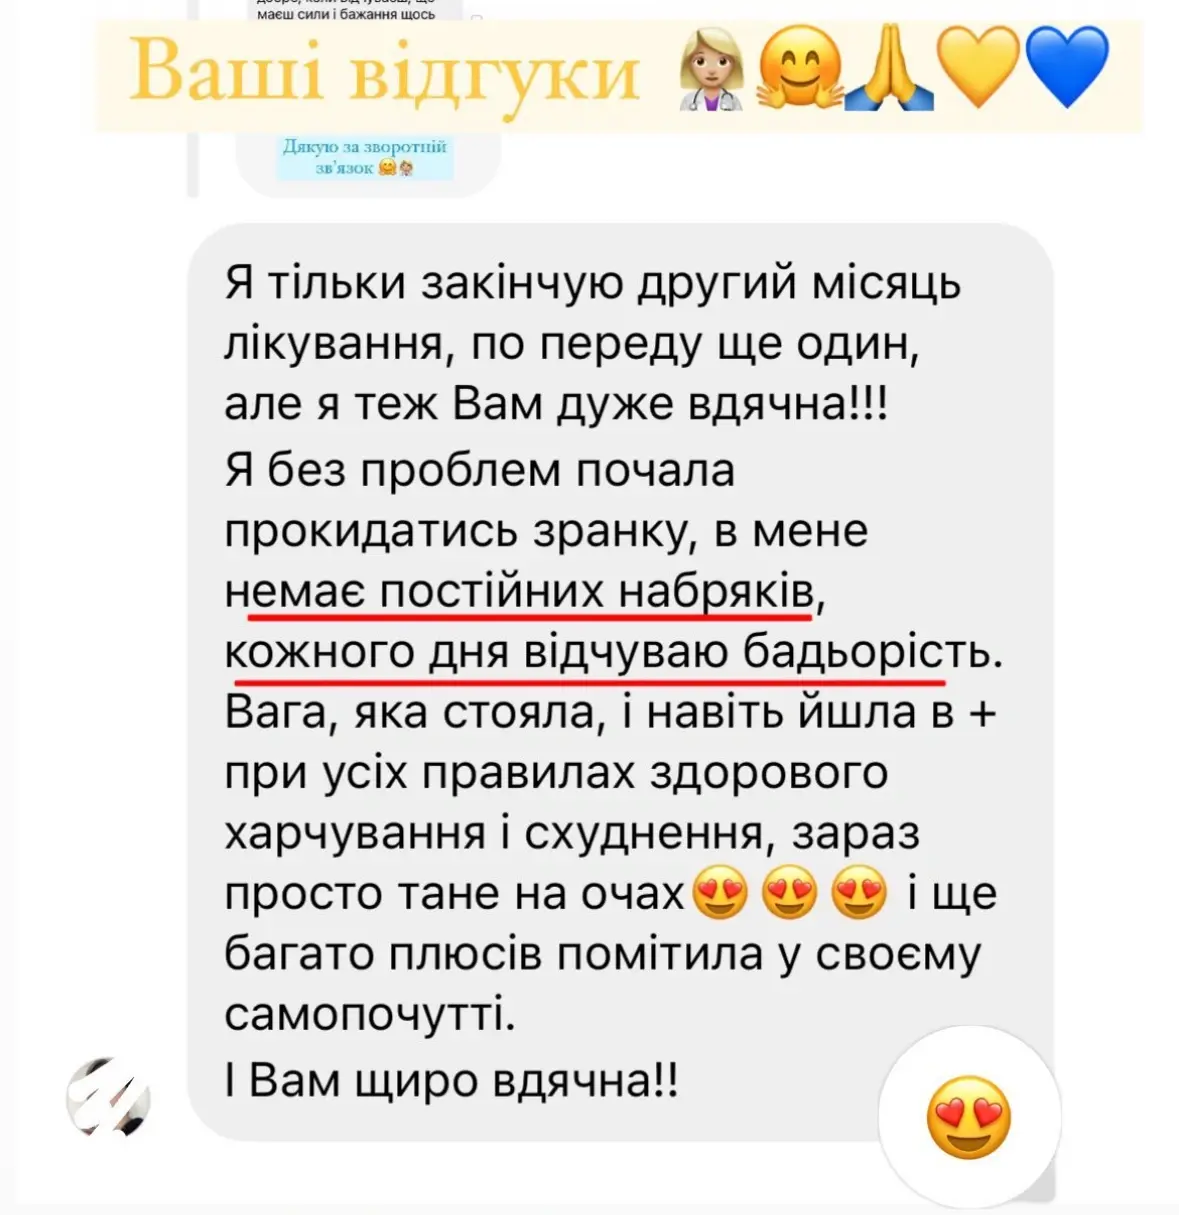 маєш сили і бажання щось
Ваші відгуки 👩🏼‍⚕️🤗🙏💛💙
Дякую за зворотній
зв'язок 🤗👩🏼‍⚕️
Я тільки закінчую другий місяць
лікування, по переду ще один,
але я теж Вам дуже вдячна!!!
Я без проблем почала
прокидатись зранку, в мене
немає постійних набряків,
кожного дня відчуваю бадьорість.
Вага, яка стояла, і навіть йшла в +
при усіх правилах здорового
харчування і схуднення, зараз
просто тане на очах😍😍😍 і ще
багато плюсів помітила у своєму
самопочутті.
І Вам щиро вдячна!!
😍